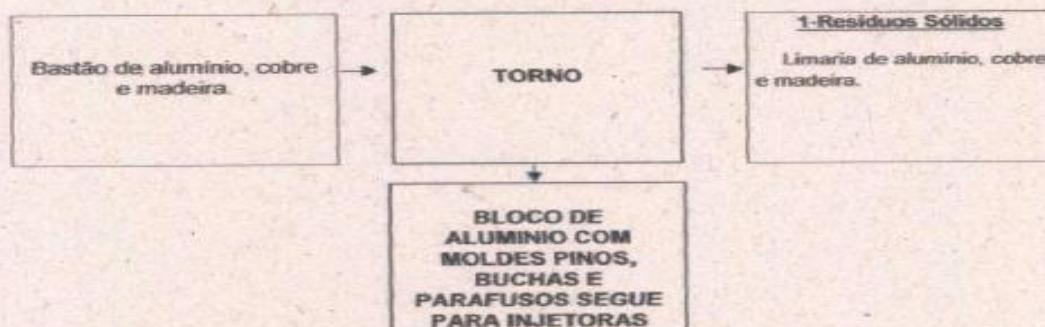 Bastão de alumínio, cobre
e madeira.
TORNO
1-Resíduos Sólidos
Limaria de alumínio, cobre
e madeira.
BLOCO DE
ALUMINIO COM
MOLDES PINOS,
BUCHAS E
PARAFUSOS SEGUE
PARA INJETORAS